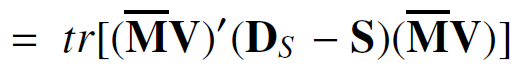 = tr[(M̅V)′(D_S − S)(M̅V)]